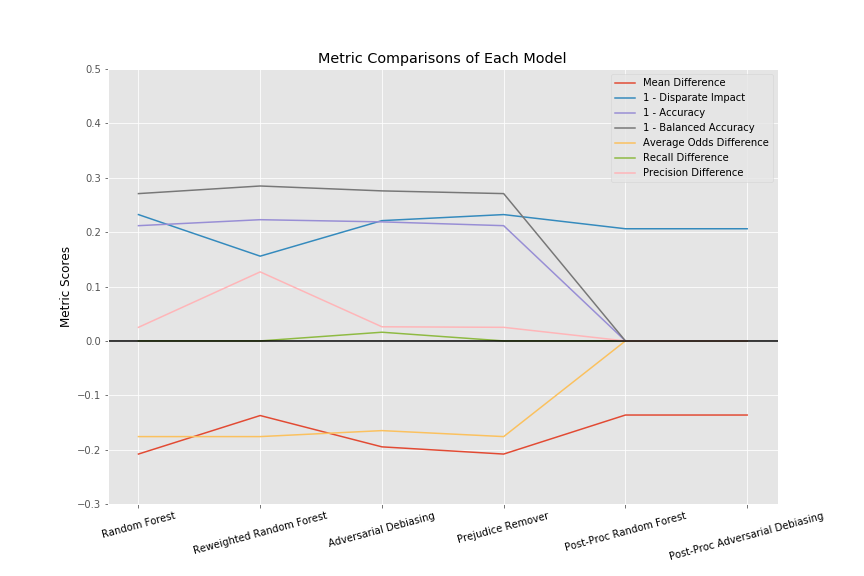 Metric Comparisons of Each Model
0.5
0.4
0.3
0.2
0.1
0.0
−0.1
−0.2
−0.3
Metric Scores
Mean Difference
1 - Disparate Impact
1 - Accuracy
1 - Balanced Accuracy
Average Odds Difference
Recall Difference
Precision Difference
Random Forest
Reweighted Random Forest
Adversarial Debiasing
Prejudice Remover
Post-Proc Random Forest
Post-Proc Adversarial Debiasing